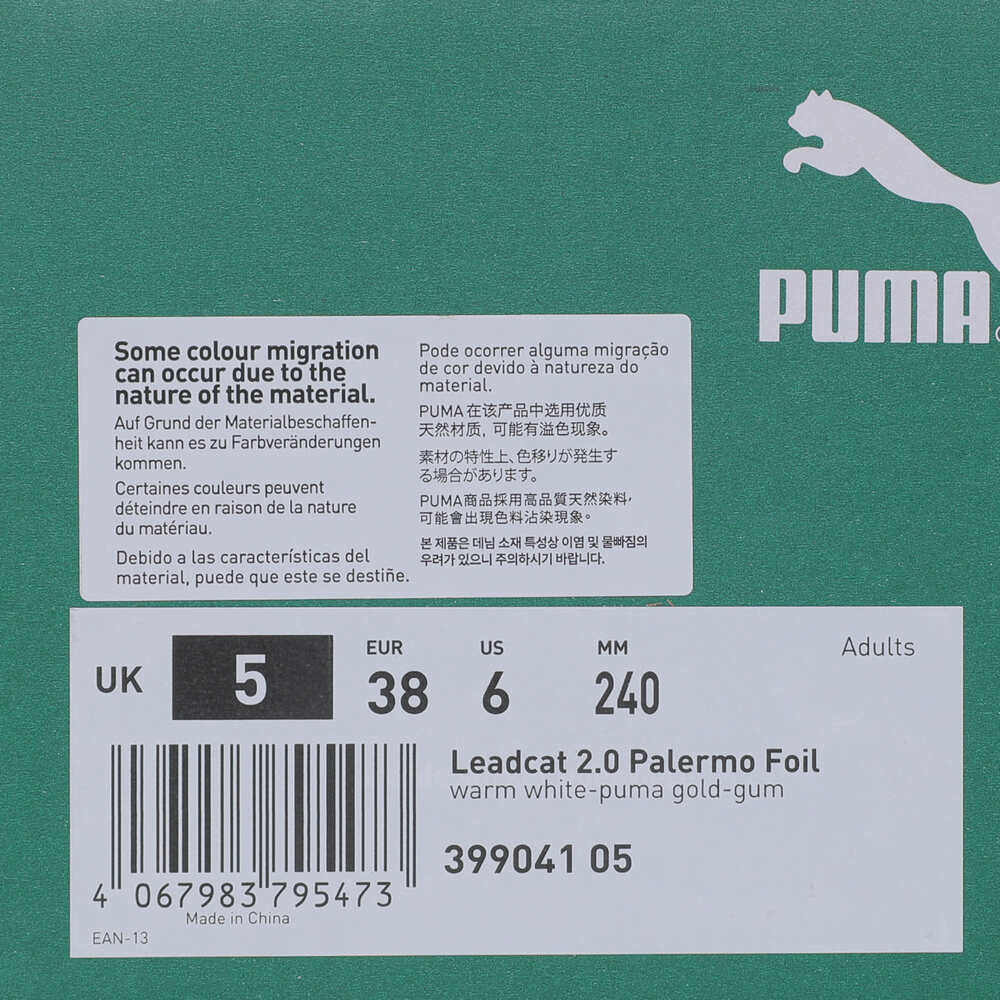 PUMA
Some colour migration
can occur due to the
nature of the material.
Auf Grund der Materialbeschaffen-
heit kann es zu Farbveränderungen
kommen.
Certaines couleurs peuvent
déteindre en raison de la nature
du matériau.
Debido a las características del
material, puede que este se destiñe.
Pode ocorrer alguma migração
de cor devido à natureza do
material.
PUMA 在该产品中选用优质
天然材质，可能有溢色现象。
素材の特性上、色移りが発生す
る場合があります。
PUMA商品採用高品質天然染料，
可能會出現色料沾染現象。
본 제품은 데님 소재 특성상 이염 및 물빠짐의
우려가 있으니 주의하시기 바랍니다.
UK 5 EUR 38 US 6 MM 240 Adults
Leadcat 2.0 Palermo Foil
warm white-puma gold-gum
399041 05
4 067983 795473
Made in China
EAN-13